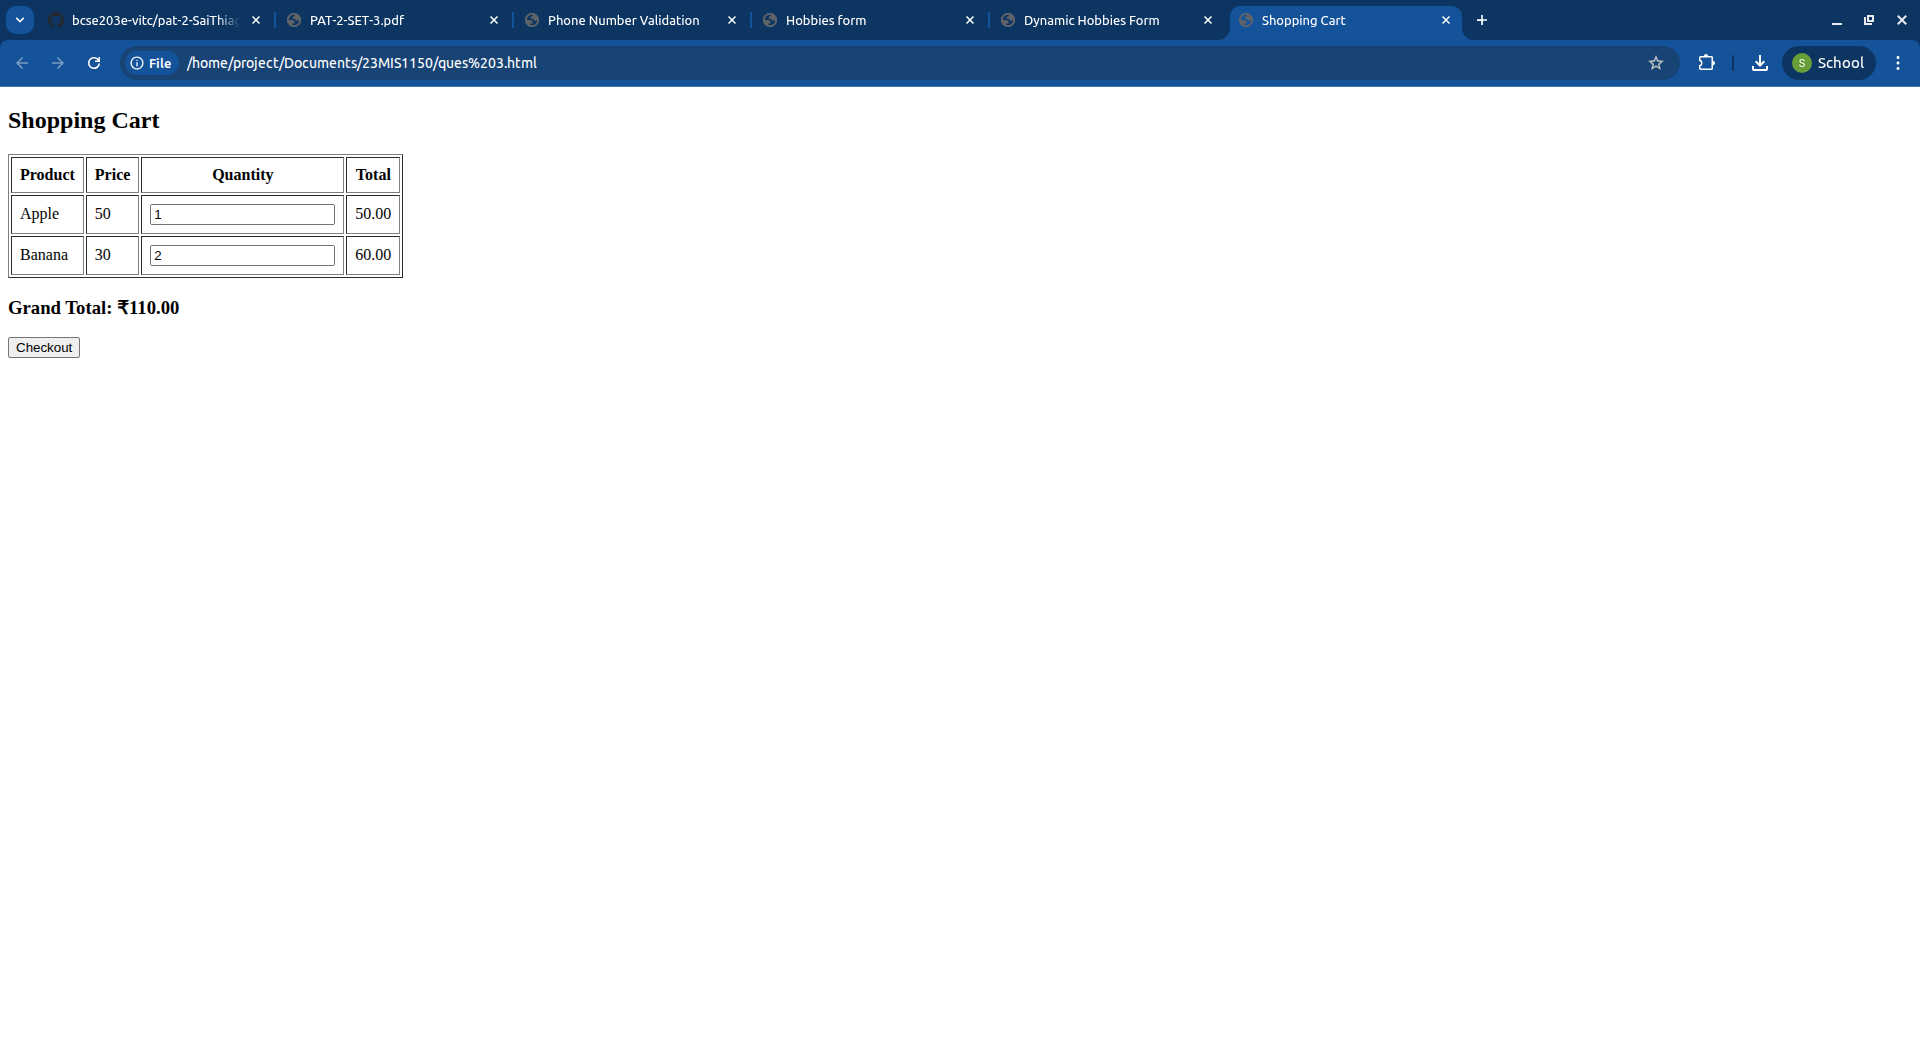 bcse203e-vitc/pat-2-SaiThia PAT-2-SET-3.pdf Phone Number Validation Hobbies form Dynamic Hobbies Form Shopping Cart
File /home/project/Documents/23MIS1150/ques%203.html S School
Shopping Cart
Product Price Quantity Total
Apple 50 1 50.00
Banana 30 2 60.00
Grand Total: ₹110.00
Checkout